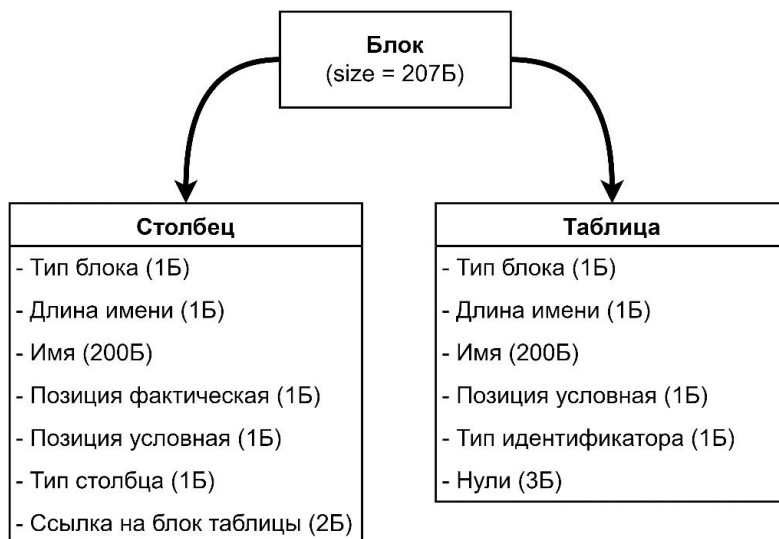 Блок
(size = 207Б)
Столбец
- Тип блока (1Б)
- Длина имени (1Б)
- Имя (200Б)
- Позиция фактическая (1Б)
- Позиция условная (1Б)
- Тип столбца (1Б)
- Ссылка на блок таблицы (2Б)
Таблица
- Тип блока (1Б)
- Длина имени (1Б)
- Имя (200Б)
- Позиция условная (1Б)
- Тип идентификатора (1Б)
- Нули (3Б)